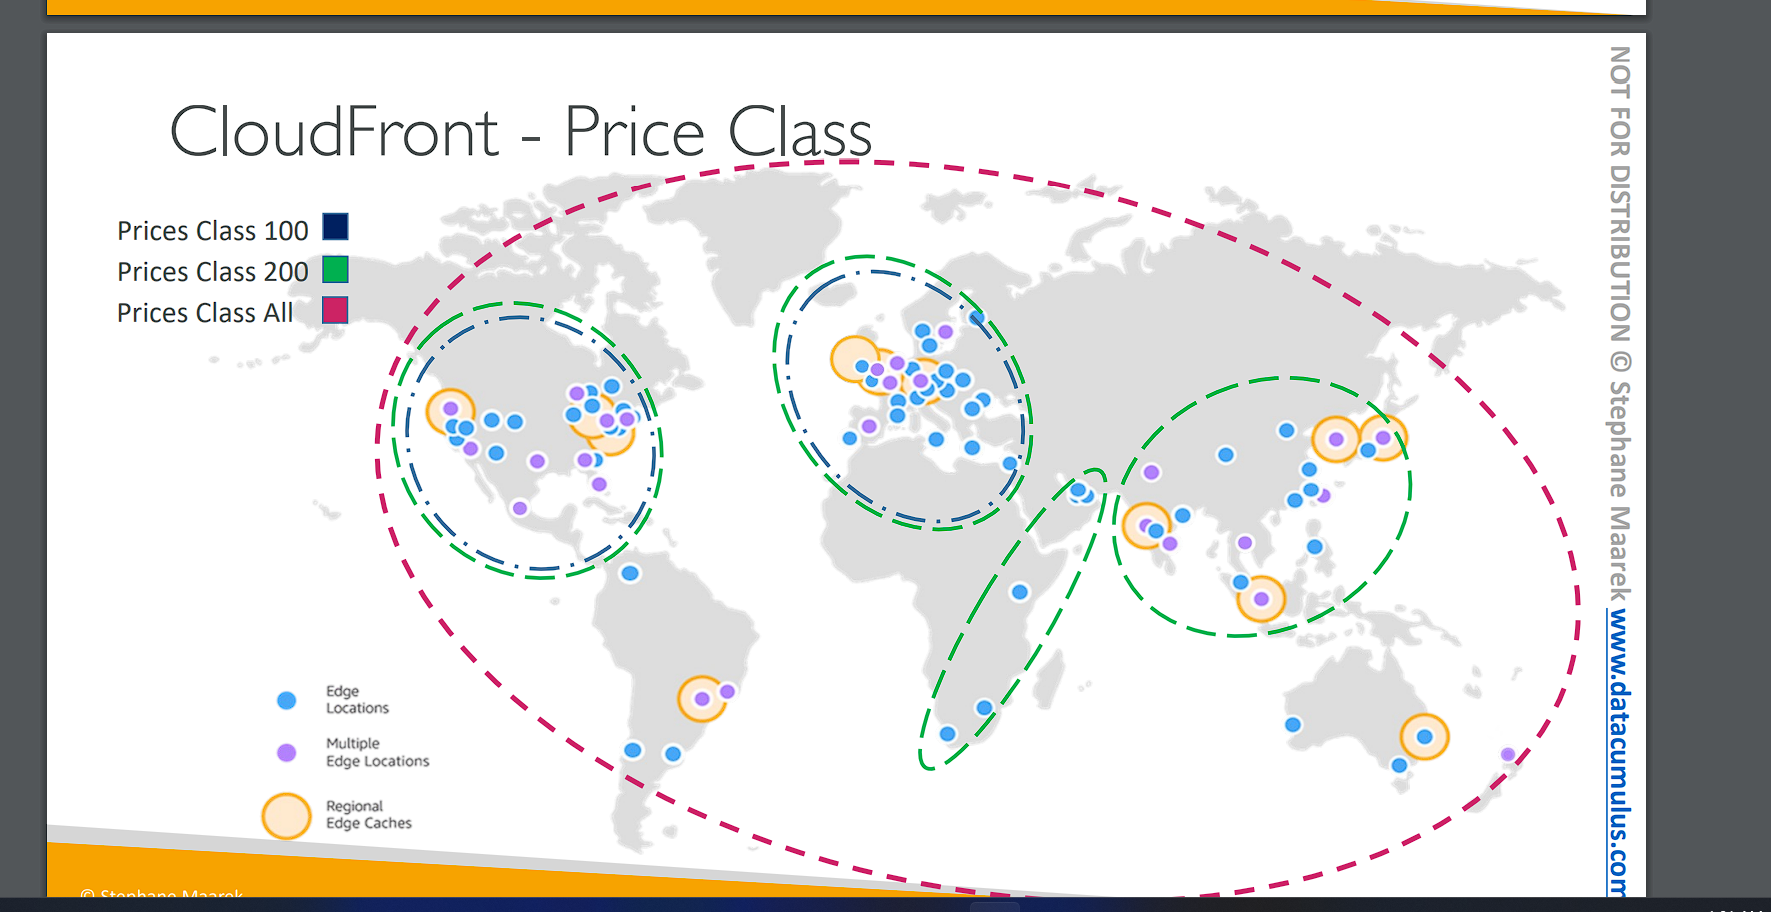 CloudFront - Price Class
Prices Class 100
Prices Class 200
Prices Class All
Edge
Locations
Multiple
Edge Locations
Regional
Edge Caches
NOT FOR DISTRIBUTION © Stephane Maarek www.datacumulus.com
© Stephane Maarek